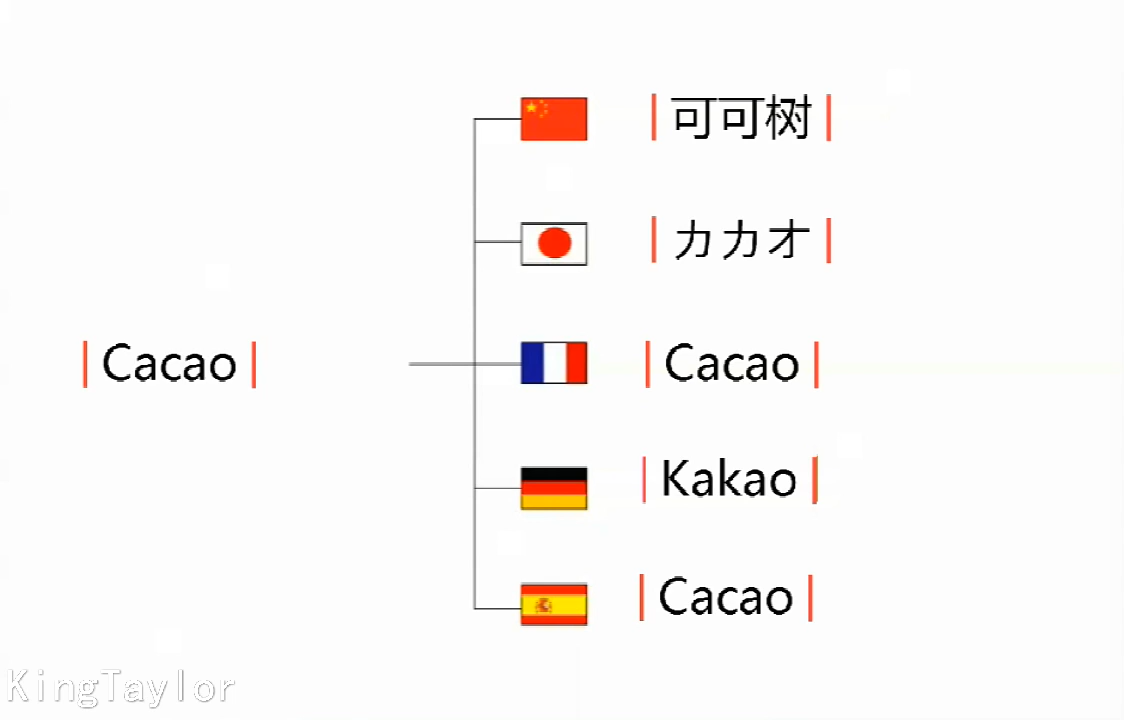 | 可可树 |
| カカオ |
| Cacao |
| Cacao |
| Kakao |
| Cacao |
KingTaylor